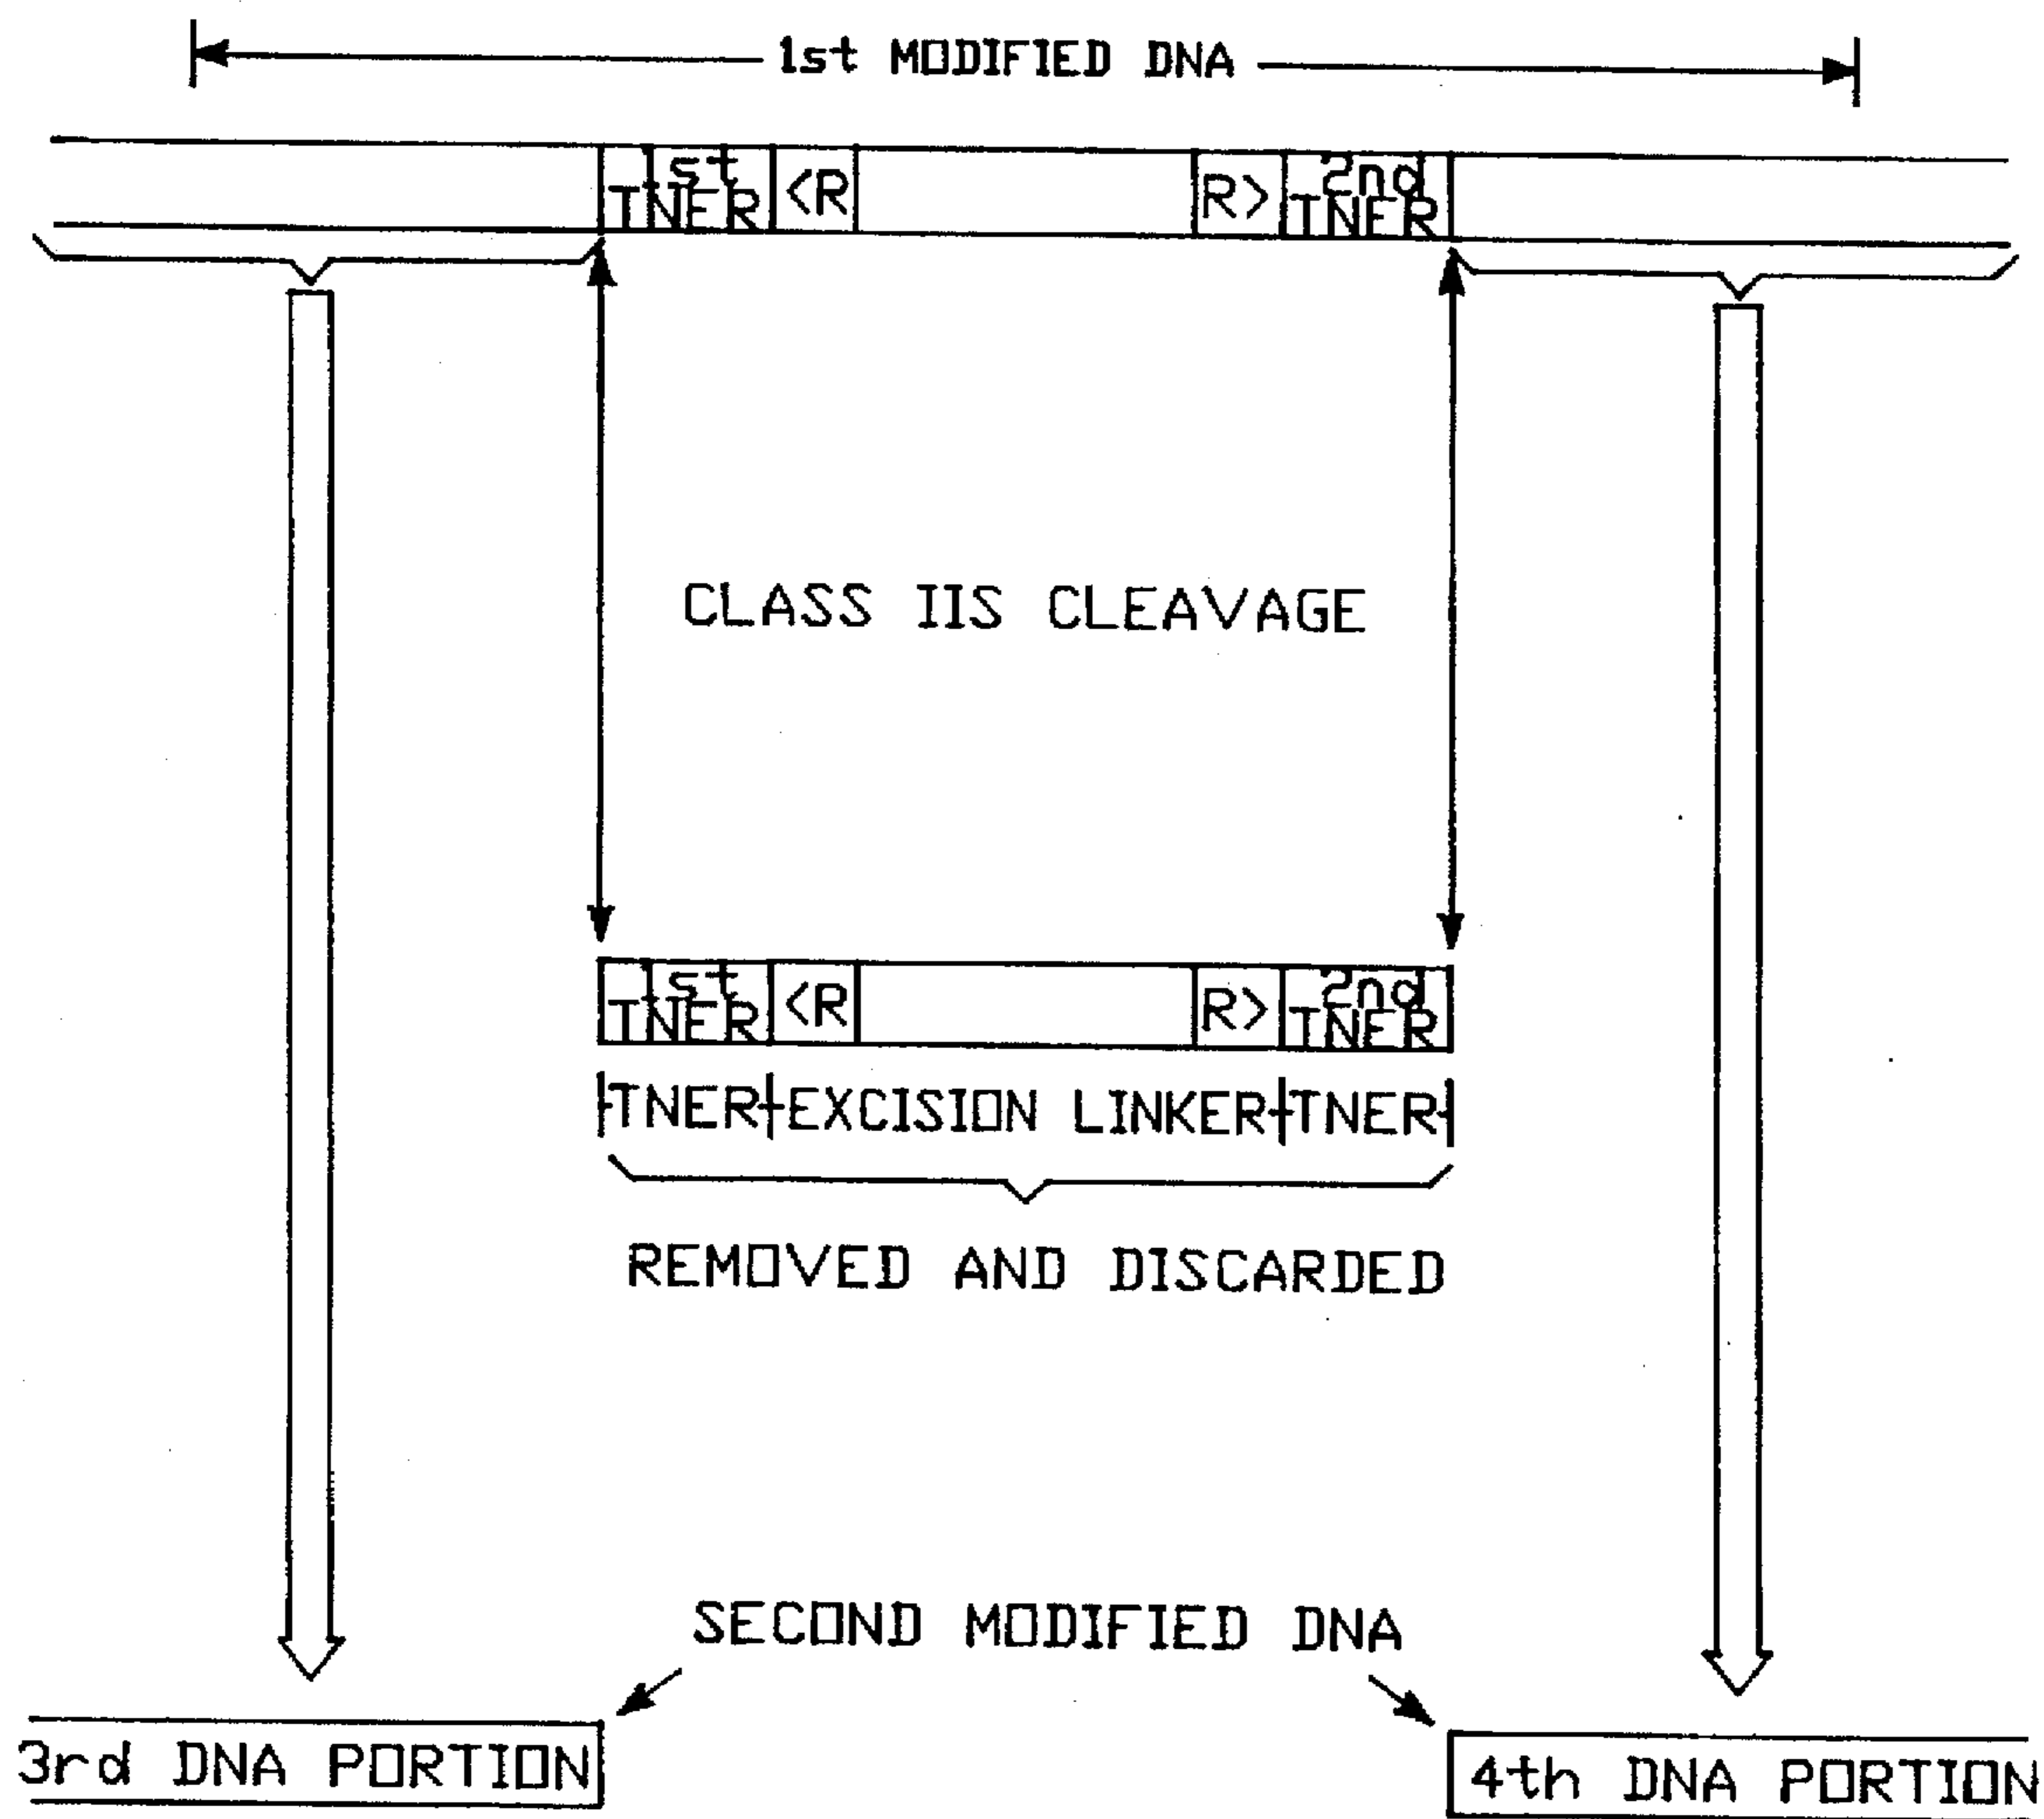 1st MODIFIED DNA
1st TNER <R R> 2nd TNER
CLASS IIS CLEAVAGE
1st TNER <R R> 2nd TNER
TNER EXCISION LINKER TNER
REMOVED AND DISCARDED
SECOND MODIFIED DNA
3rd DNA PORTION 4th DNA PORTION